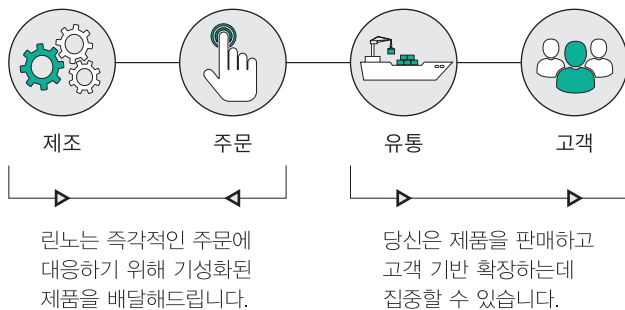 제조
주문
유통
고객
린노는 즉각적인 주문에
대응하기 위해 기성화된
제품을 배달해드립니다.
당신은 제품을 판매하고
고객 기반 확장하는데
집중할 수 있습니다.